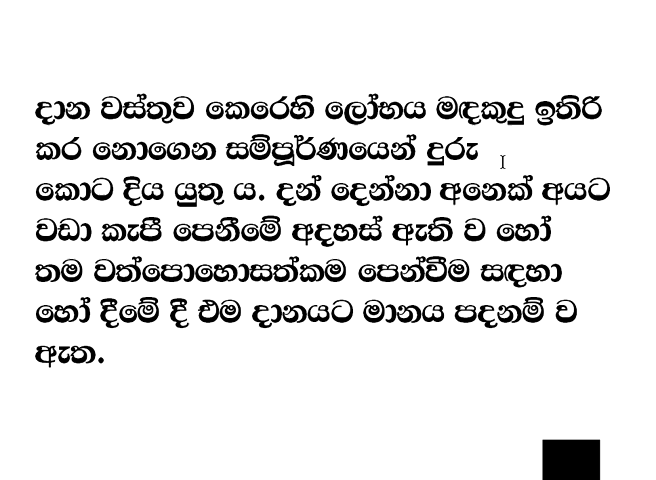 දාන වස්තුව කෙරෙහි ලෝභය මඳකුදු ඉතිරි
කර නොගෙන සම්පූර්ණයෙන් දුරු
කොට දිය යුතු ය. දන් දෙන්නා අනෙක් අයට
වඩා කැපී පෙනීමේ අදහස් ඇති ව හෝ
තම වත්පොහොසත්කම පෙන්වීම සඳහා
හෝ දීමේ දී එම දානයට මානය පදනම් ව
ඇත.